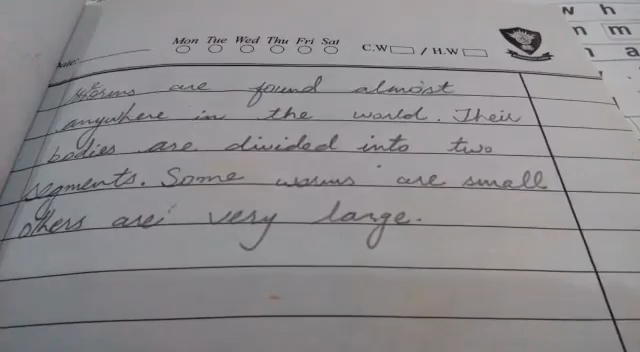 w h
n m
a
Mon Tue Wed Thu Fri Sat
C.W / H.W
Date:
Worms are found almost
anywhere in the world. Their
bodies are divided into two
segments. Some worms are small
others are very large.